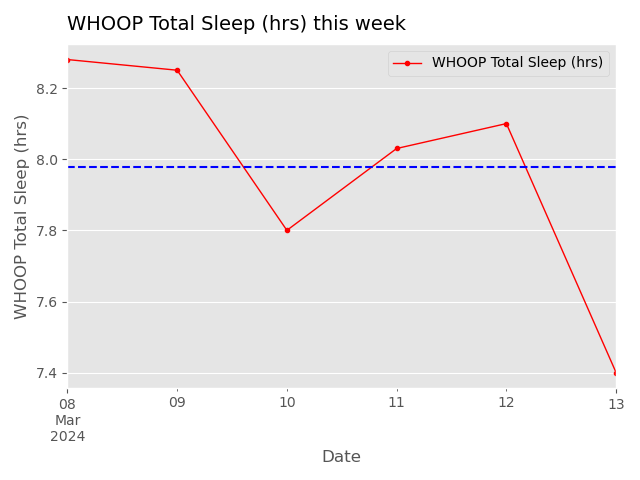 WHOOP Total Sleep (hrs) this week
WHOOP Total Sleep (hrs)
WHOOP Total Sleep (hrs)
8.2
8.0
7.8
7.6
7.4
08
Mar
2024
09
10
11
12
13
Date